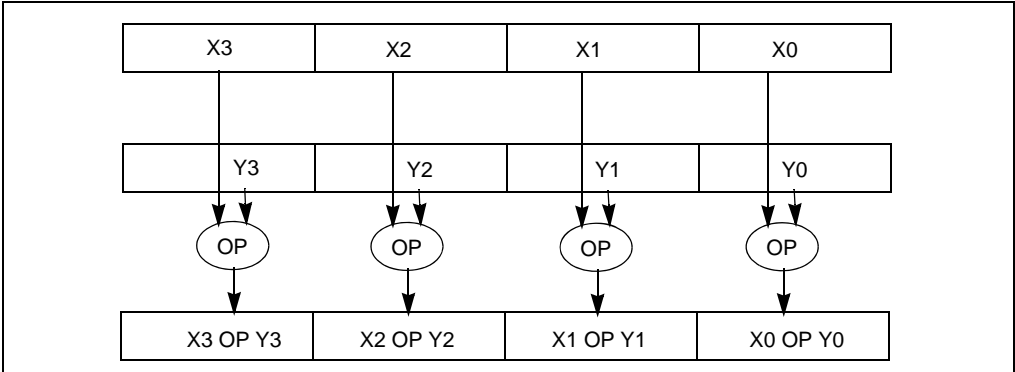 X3 X2 X1 X0
Y3 Y2 Y1 Y0
OP OP OP OP
X3 OP Y3 X2 OP Y2 X1 OP Y1 X0 OP Y0